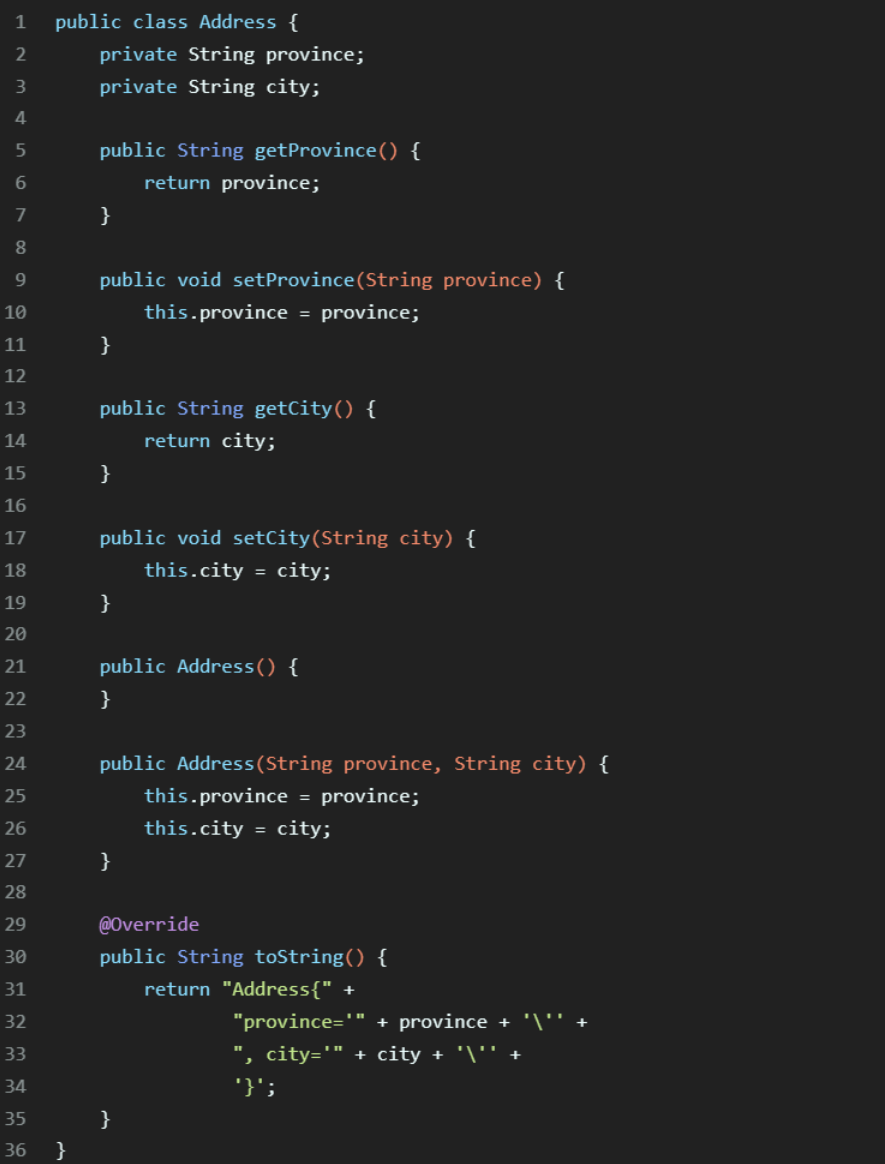 1 public class Address {
2     private String province;
3     private String city;
4
5     public String getProvince() {
6         return province;
7     }
8
9     public void setProvince(String province) {
10         this.province = province;
11     }
12
13     public String getCity() {
14         return city;
15     }
16
17     public void setCity(String city) {
18         this.city = city;
19     }
20
21     public Address() {
22     }
23
24     public Address(String province, String city) {
25         this.province = province;
26         this.city = city;
27     }
28
29     @Override
30     public String toString() {
31         return "Address{" +
32                 "province='" + province + '\'' +
33                 ", city='" + city + '\'' +
34                 '}';
35     }
36 }